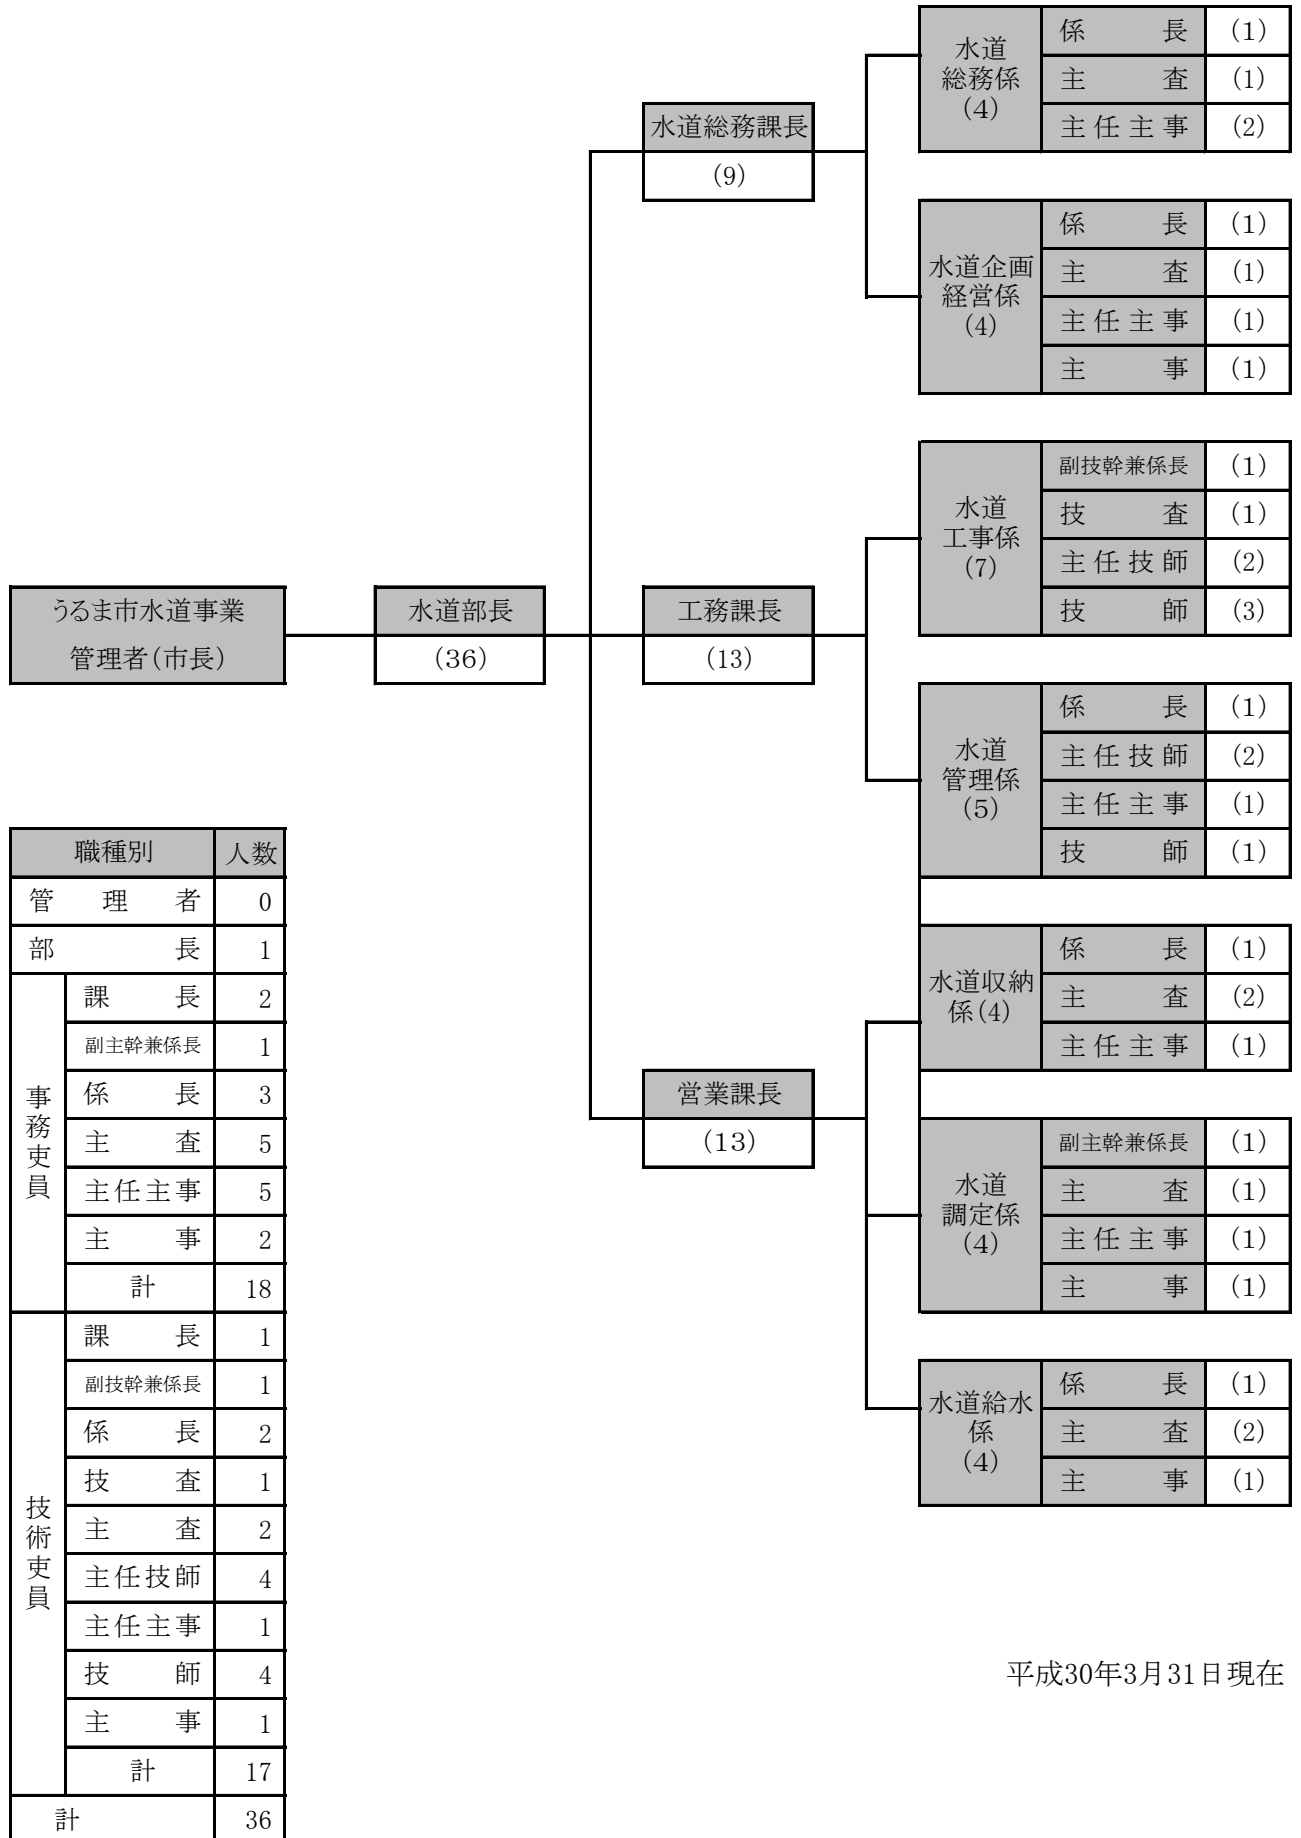 水道
総務係
(4)
係長 (1)
主査 (1)
主任主事 (2)
水道総務課長
(9)
水道企画
経営係
(4)
係長 (1)
主査 (1)
主任主事 (1)
主事 (1)
水道
工事係
(7)
副技幹兼係長 (1)
技査 (1)
主任技師 (2)
技師 (3)
うるま市水道事業
管理者(市長)
水道部長
(36)
工務課長
(13)
水道
管理係
(5)
係長 (1)
主任技師 (2)
主任主事 (1)
技師 (1)
水道収納
係(4)
係長 (1)
主査 (2)
主任主事 (1)
営業課長
(13)
水道
調定係
(4)
副主幹兼係長 (1)
主査 (1)
主任主事 (1)
主事 (1)
水道給水
係
(4)
係長 (1)
主査 (2)
主事 (1)
職種別 人数
管理者 0
部長 1
事務吏員
課長 2
副主幹兼係長 1
係長 3
主査 5
主任主事 5
主事 2
計 18
技術吏員
課長 1
副技幹兼係長 1
係長 2
技査 1
主査 2
主任技師 4
主任主事 1
技師 4
主事 1
計 17
計 36
平成30年3月31日現在